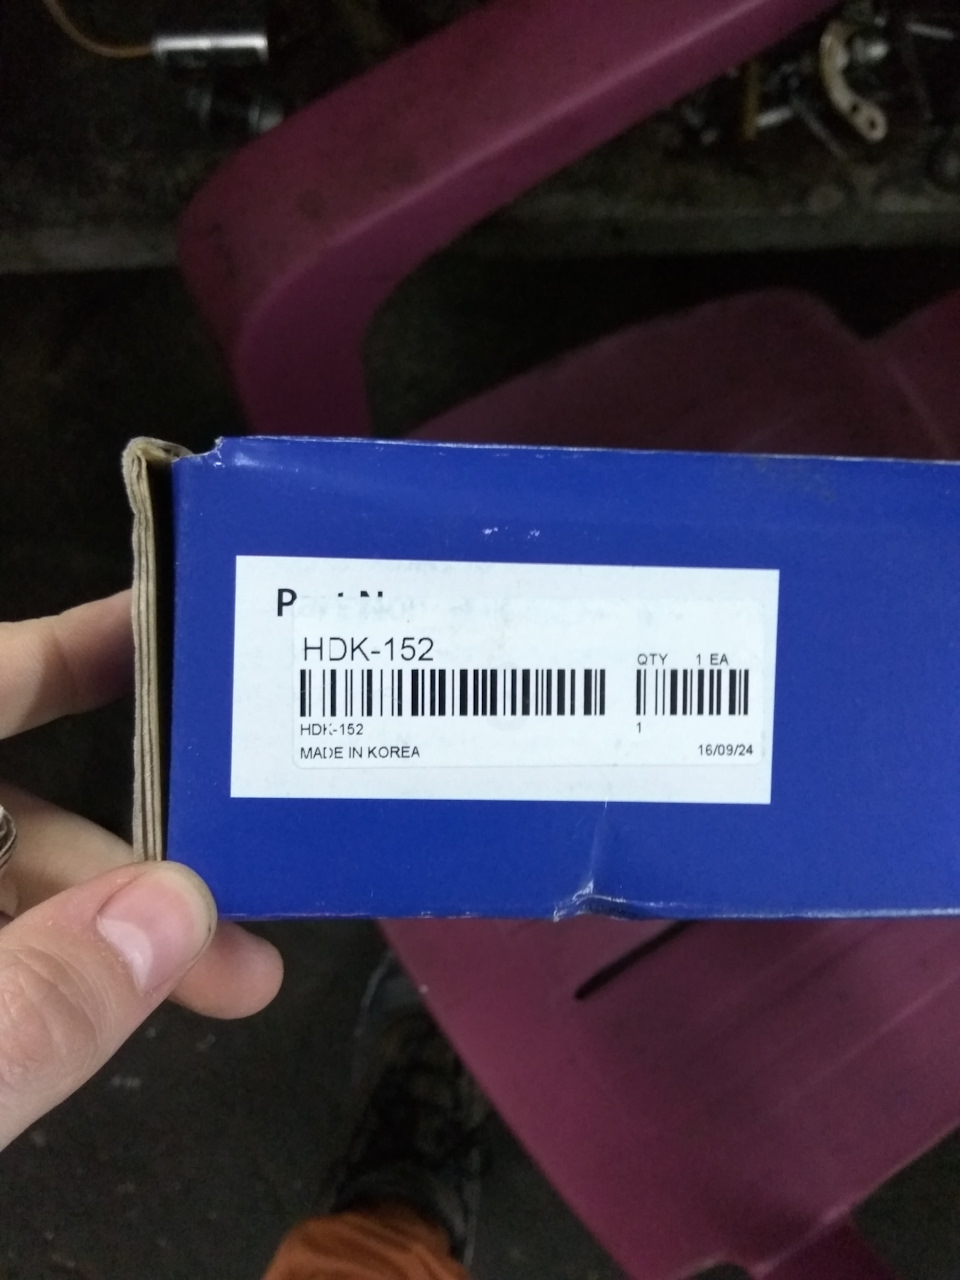 HDK-152
QTY 1 EA
HDK-152
1
MADE IN KOREA
16/09/24